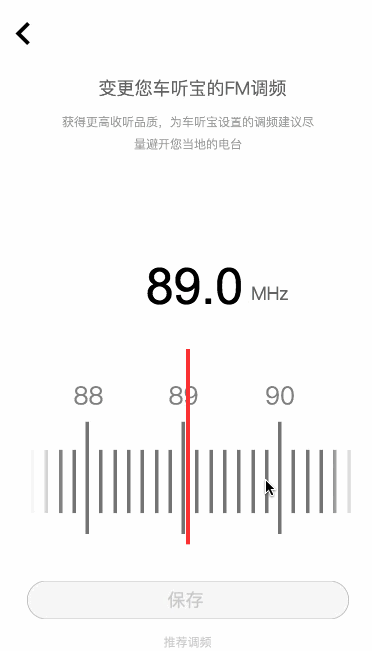 变更您车听宝的FM调频
获得更高收听品质，为车听宝设置的调频建议尽
量避开您当地的电台
89.0 MHz
88 89 90
保存
推荐调频